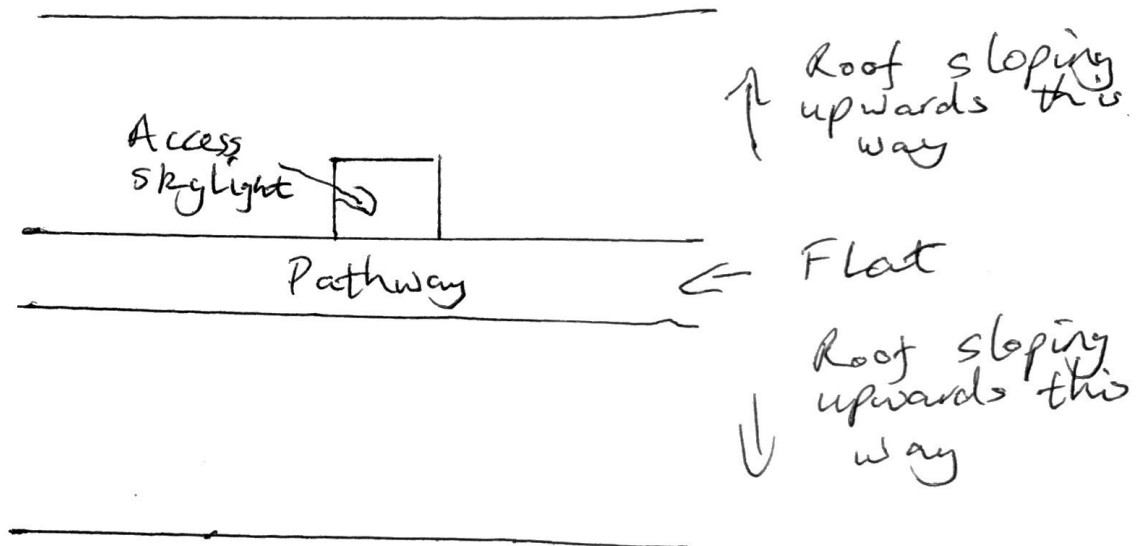 Roof sloping
upwards this
way
Access
skylight
Pathway
Flat
Roof sloping
upwards this
way